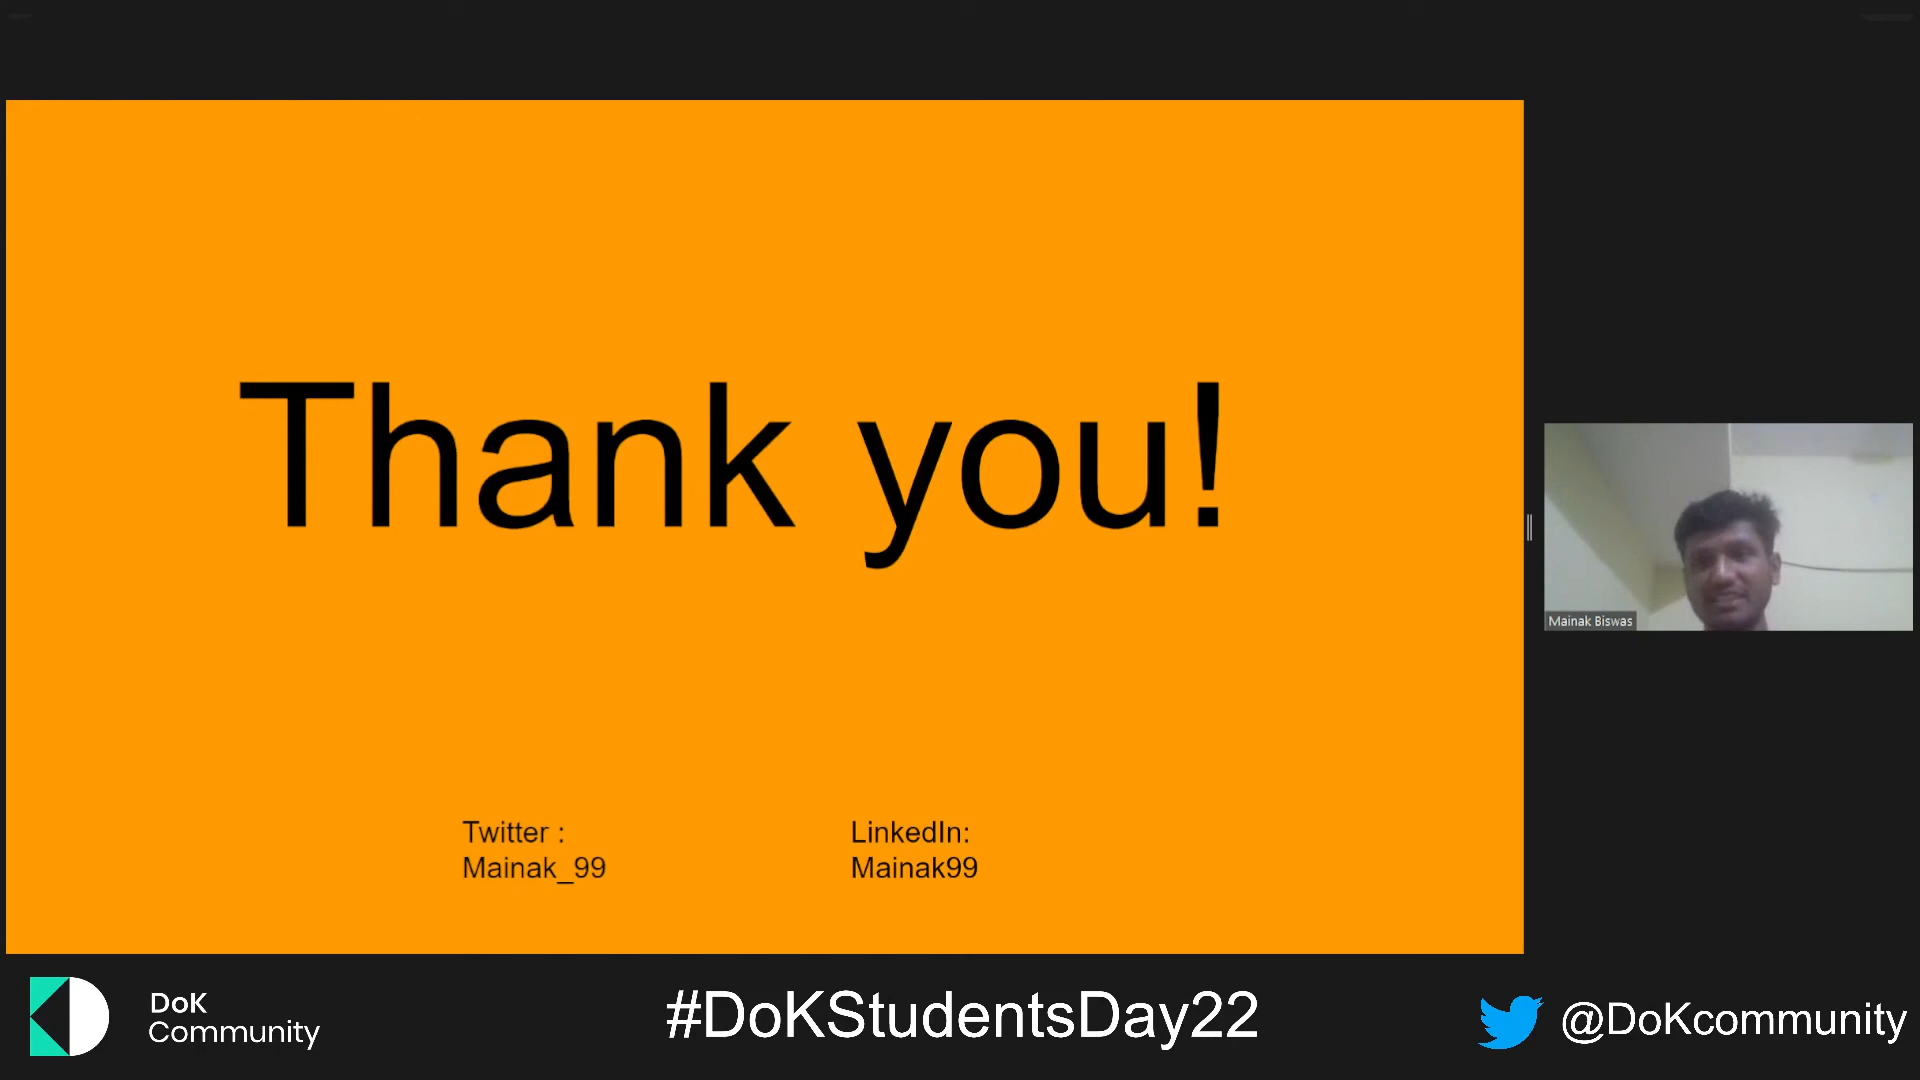 Thank you!
Twitter :
Mainak_99
LinkedIn:
Mainak99
Mainak Biswas
DoK
Community
#DoKStudentsDay22
@DoKcommunity